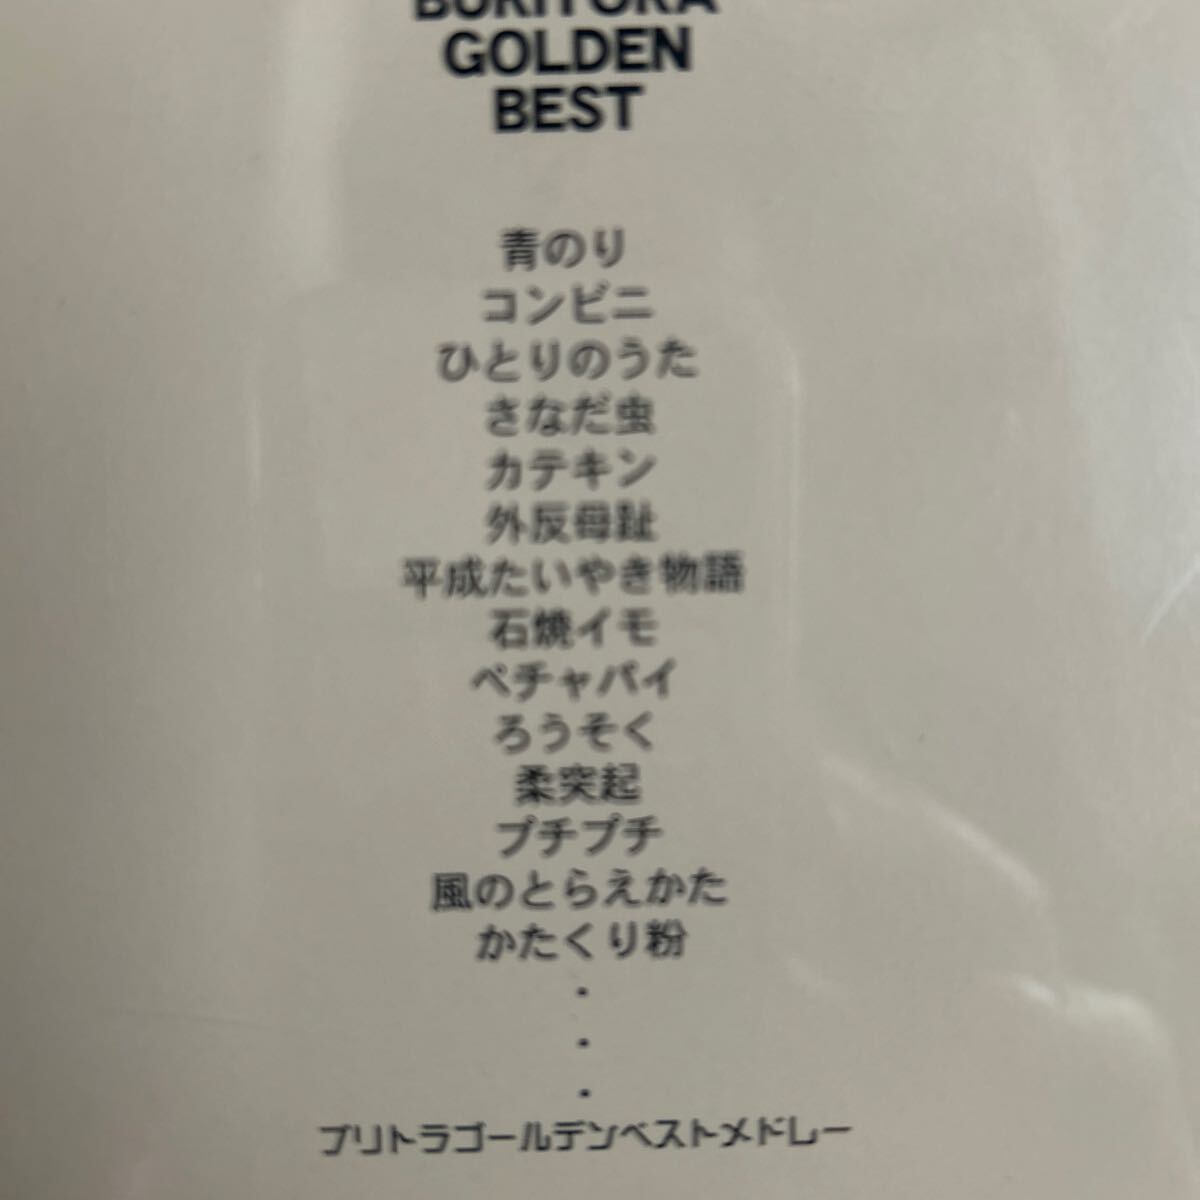 BURITORA
GOLDEN
BEST
青のり
コンビニ
ひとりのうた
さなだ虫
カテキン
外反母趾
平成たいやき物語
石焼イモ
ペチャパイ
ろうそく
柔突起
プチプチ
風のとらえかた
かたくり粉
・
・
・
ブリトラゴールデンベストメドレー